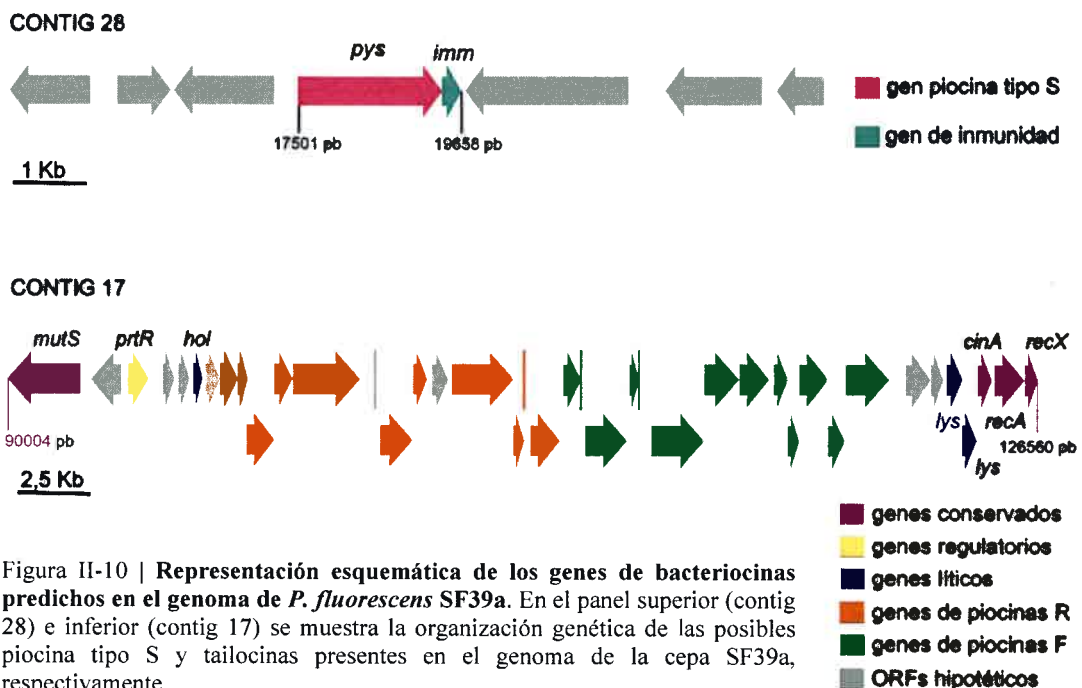 CONTIG 28
pys imm
gen piocina tipo S
17501 pb 19658 pb
gen de inmunidad
1 Kb
CONTIG 17
mutS prtR hol cinA recX
90004 pb
lys recA
126560 pb
lys
2,5 Kb
genes conservados
genes regulatorios
genes líticos
genes de piocinas R
genes de piocinas F
ORFs hipotéticos
Figura II-10 | Representación esquemática de los genes de bacteriocinas
predichos en el genoma de P. fluorescens SF39a. En el panel superior (contig
28) e inferior (contig 17) se muestra la organización genética de las posibles
piocina tipo S y tailocinas presentes en el genoma de la cepa SF39a,
respectivamente